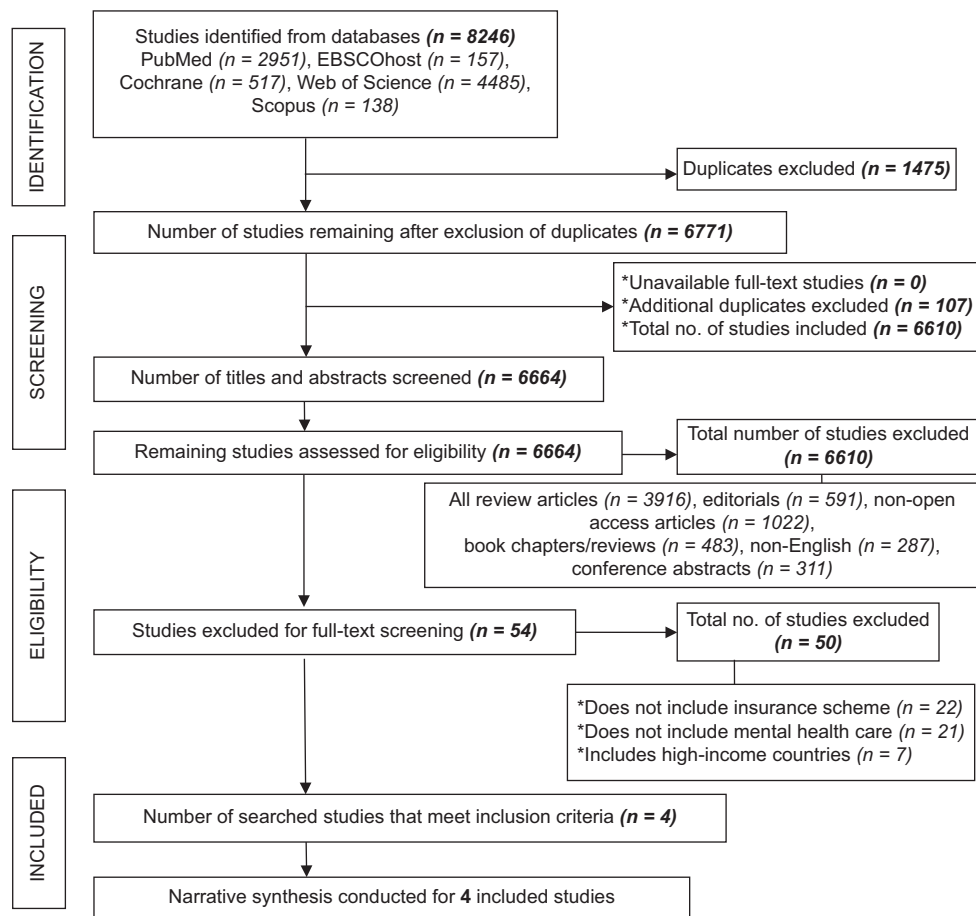 IDENTIFICATION
Studies identified from databases (n = 8246)
PubMed (n = 2951), EBSCOhost (n = 157),
Cochrane (n = 517), Web of Science (n = 4485),
Scopus (n = 138)
Duplicates excluded (n = 1475)
Number of studies remaining after exclusion of duplicates (n = 6771)
SCREENING
*Unavailable full-text studies (n = 0)
*Additional duplicates excluded (n = 107)
*Total no. of studies included (n = 6610)
Number of titles and abstracts screened (n = 6664)
Remaining studies assessed for eligibility (n = 6664)
Total number of studies excluded
(n = 6610)
ELIGIBILITY
All review articles (n = 3916), editorials (n = 591), non-open
access articles (n = 1022),
book chapters/reviews (n = 483), non-English (n = 287),
conference abstracts (n = 311)
Studies excluded for full-text screening (n = 54)
Total no. of studies excluded
(n = 50)
*Does not include insurance scheme (n = 22)
*Does not include mental health care (n = 21)
*Includes high-income countries (n = 7)
INCLUDED
Number of searched studies that meet inclusion criteria (n = 4)
Narrative synthesis conducted for 4 included studies